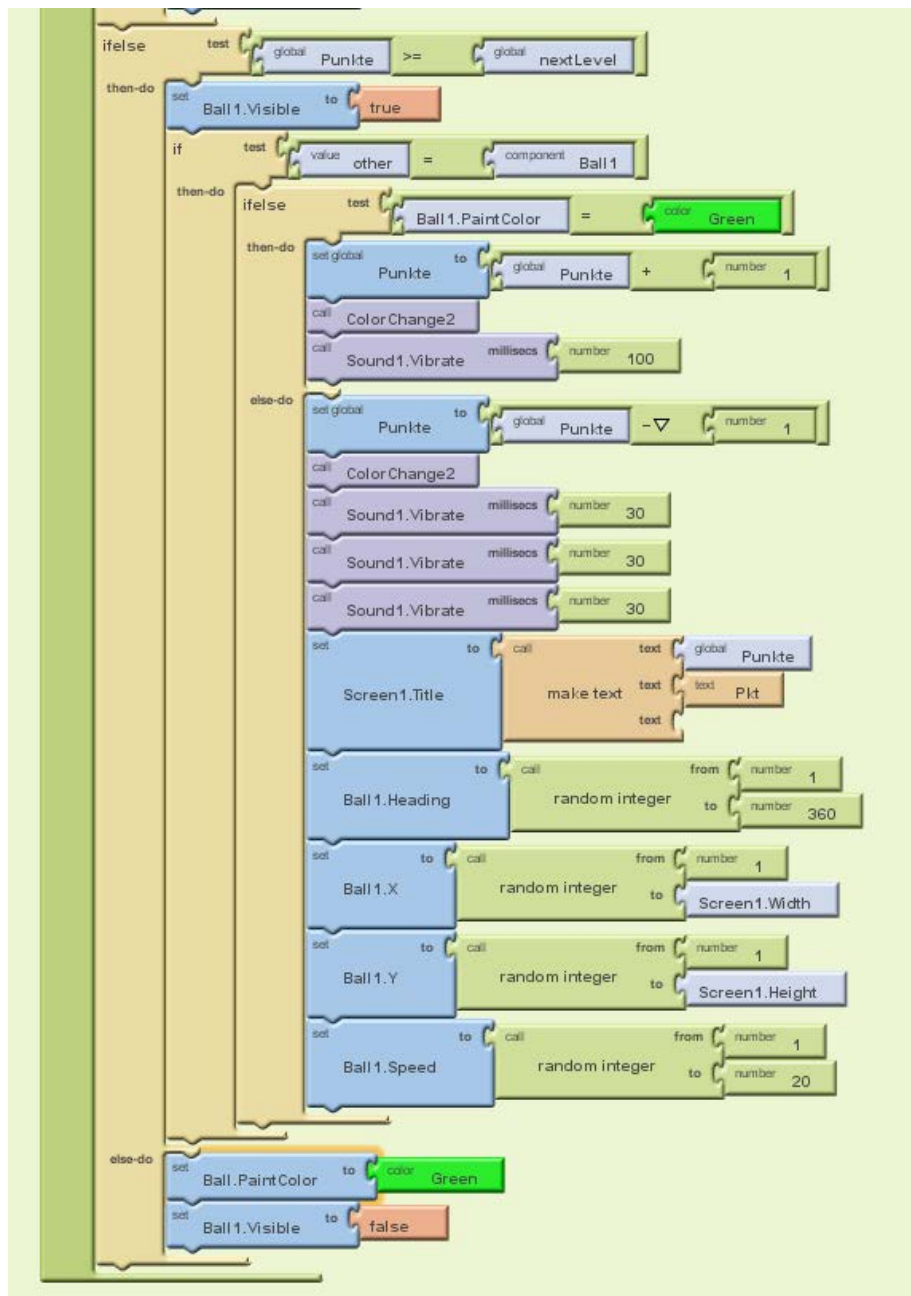 ifelse test global Punkte >= global nextLevel
then-do set Ball1.Visible to true
if test value other = component Ball1
then-do ifelse test Ball1.PaintColor = color Green
then-do set global Punkte to global Punkte + number 1
call ColorChange2
call Sound1.Vibrate millisecs number 100
else-do set global Punkte to global Punkte - number 1
call ColorChange2
call Sound1.Vibrate millisecs number 30
call Sound1.Vibrate millisecs number 30
call Sound1.Vibrate millisecs number 30
set Screen1.Title to call make text text global Punkte
text text Pkt
text
set Ball1.Heading to call random integer from number 1
to number 360
set Ball1.X to call random integer from number 1
to Screen1.Width
set Ball1.Y to call random integer from number 1
to Screen1.Height
set Ball1.Speed to call random integer from number 1
to number 20
else-do set Ball.PaintColor to color Green
set Ball1.Visible to false